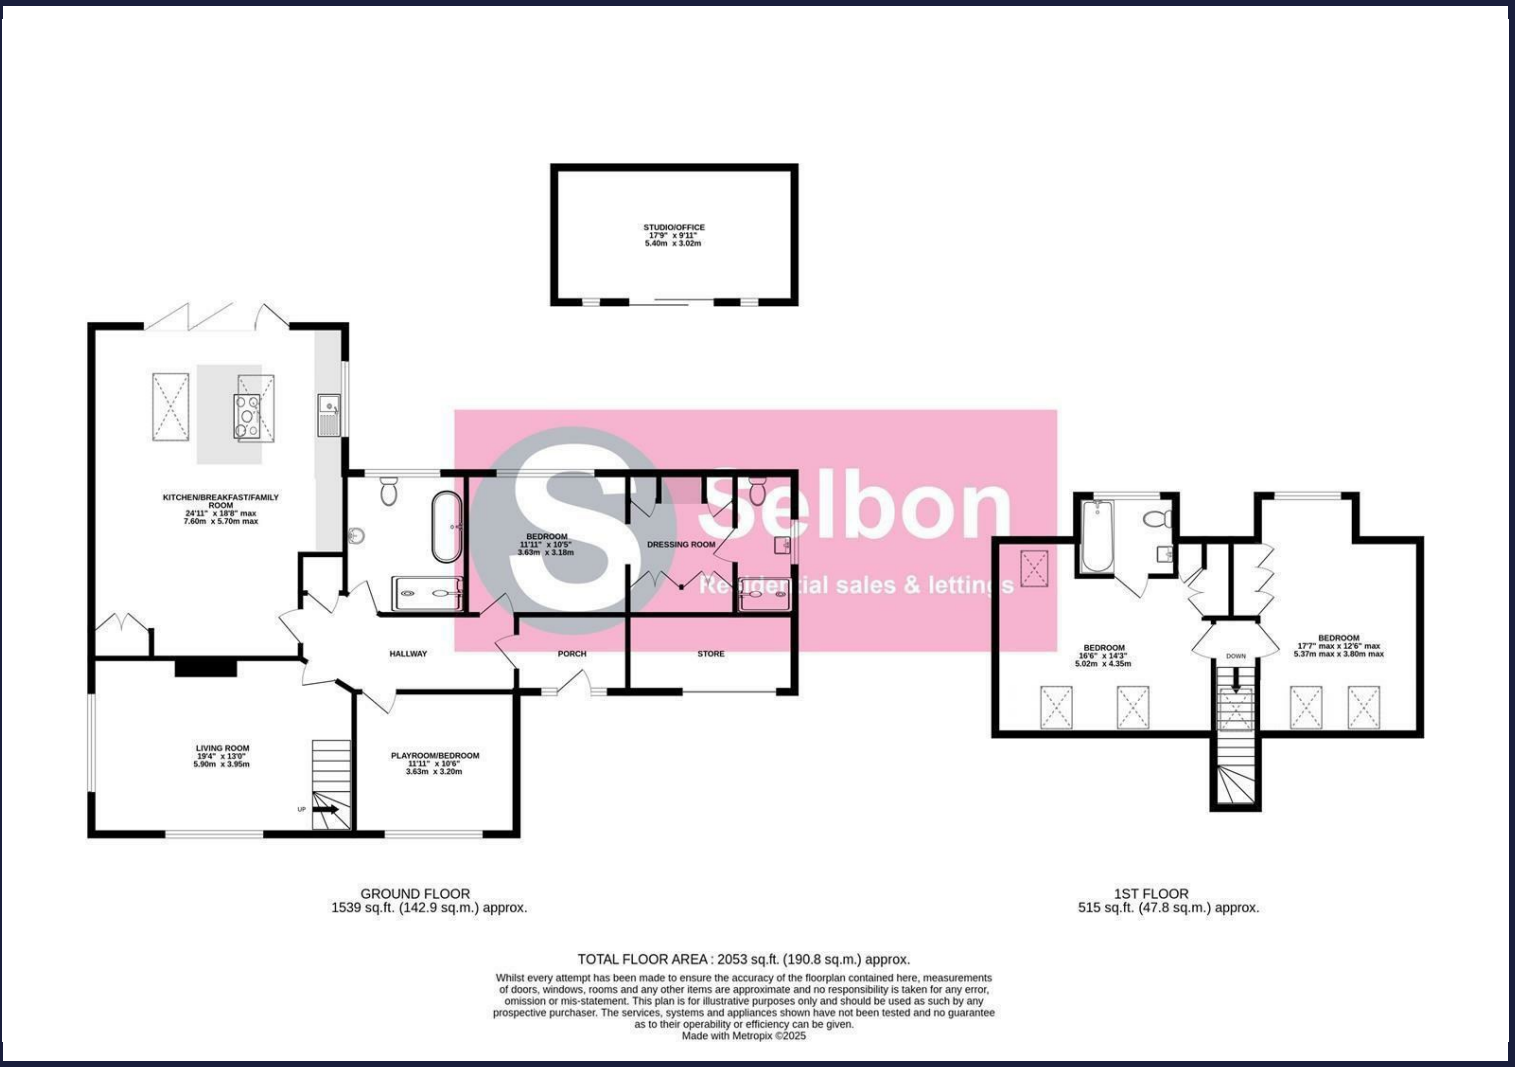 STUDIO/OFFICE
17'9" x 9'11"
5.40m x 3.02m
KITCHEN/BREAKFAST/FAMILY
ROOM
24'11" x 18'8" max
7.60m x 5.70m max
BEDROOM
11'11" x 10'5"
3.63m x 3.18m
DRESSING ROOM
Selbon
Residential sales & lettings
HALLWAY
PORCH
STORE
LIVING ROOM
19'4" x 13'0"
5.90m x 3.95m
UP
PLAYROOM/BEDROOM
11'11" x 10'6"
3.63m x 3.20m
BEDROOM
16'6" x 14'3"
5.02m x 4.35m
DOWN
BEDROOM
17'7" max x 12'6" max
5.37m max x 3.80m max
GROUND FLOOR
1539 sq.ft. (142.9 sq.m.) approx.
1ST FLOOR
515 sq.ft. (47.8 sq.m.) approx.
TOTAL FLOOR AREA : 2053 sq.ft. (190.8 sq.m.) approx.
Whilst every attempt has been made to ensure the accuracy of the floorplan contained here, measurements
of doors, windows, rooms and any other items are approximate and no responsibility is taken for any error,
omission or mis-statement. This plan is for illustrative purposes only and should be used as such by any
prospective purchaser. The services, systems and appliances shown have not been tested and no guarantee
as to their operability or efficiency can be given.
Made with Metropix ©2025